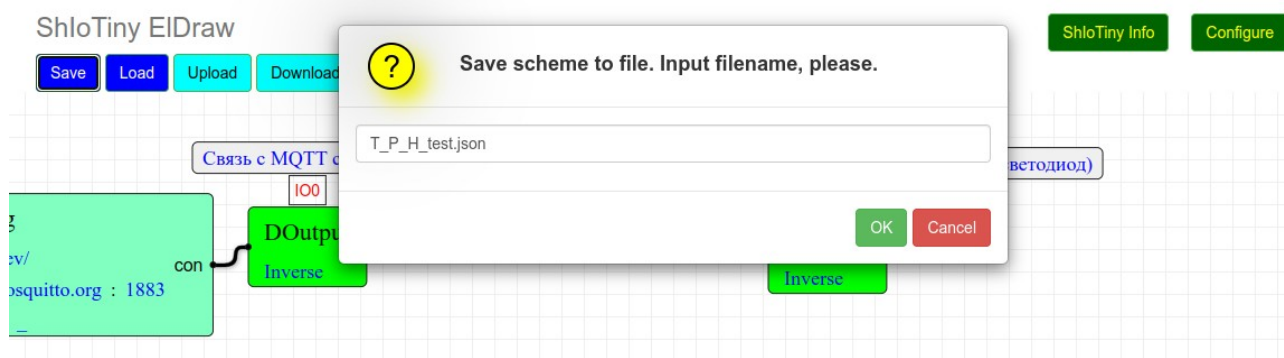 ShIoTiny ElDraw
ShIoTiny Info
Configure
Save
Load
Upload
Download
Save scheme to file. Input filename, please.
T_P_H_test.json
OK
Cancel
Связь с MQTT
ветодиод)
IO0
DOutpu
Inverse
con
ev/
osquitto.org : 1883
_
Inverse